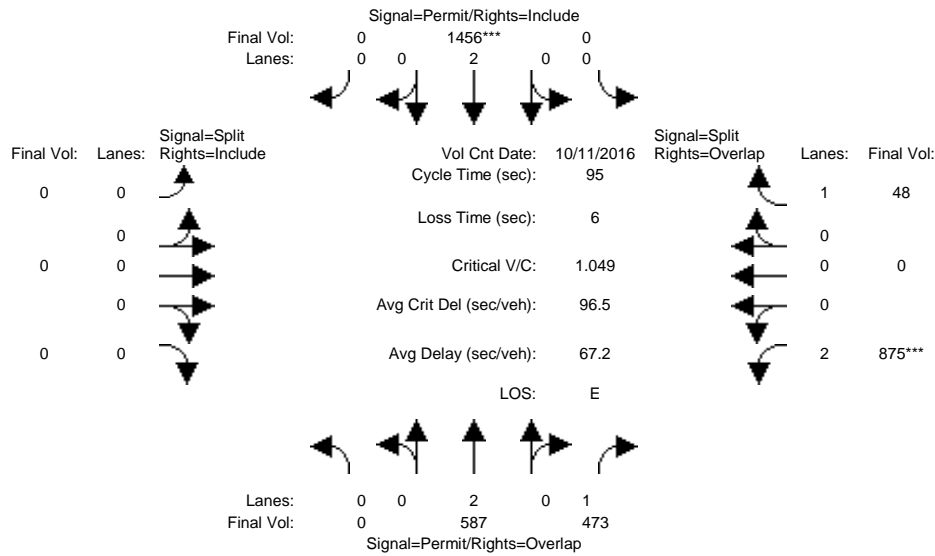 Signal=Permit/Rights=Include
Final Vol: 0 1456*** 0
Lanes: 0 0 2 0 0
Signal=Split
Final Vol: Lanes: Rights=Include
Vol Cnt Date: 10/11/2016
Signal=Split
Rights=Overlap Lanes: Final Vol:
Cycle Time (sec): 95
0 0
1 48
Loss Time (sec): 6
0
0
0 0
Critical V/C: 1.049
0 0
0
Avg Crit Del (sec/veh): 96.5
0
0 0
Avg Delay (sec/veh): 67.2
2 875***
LOS: E
Lanes: 0 0 2 0 1
Final Vol: 0 587 473
Signal=Permit/Rights=Overlap